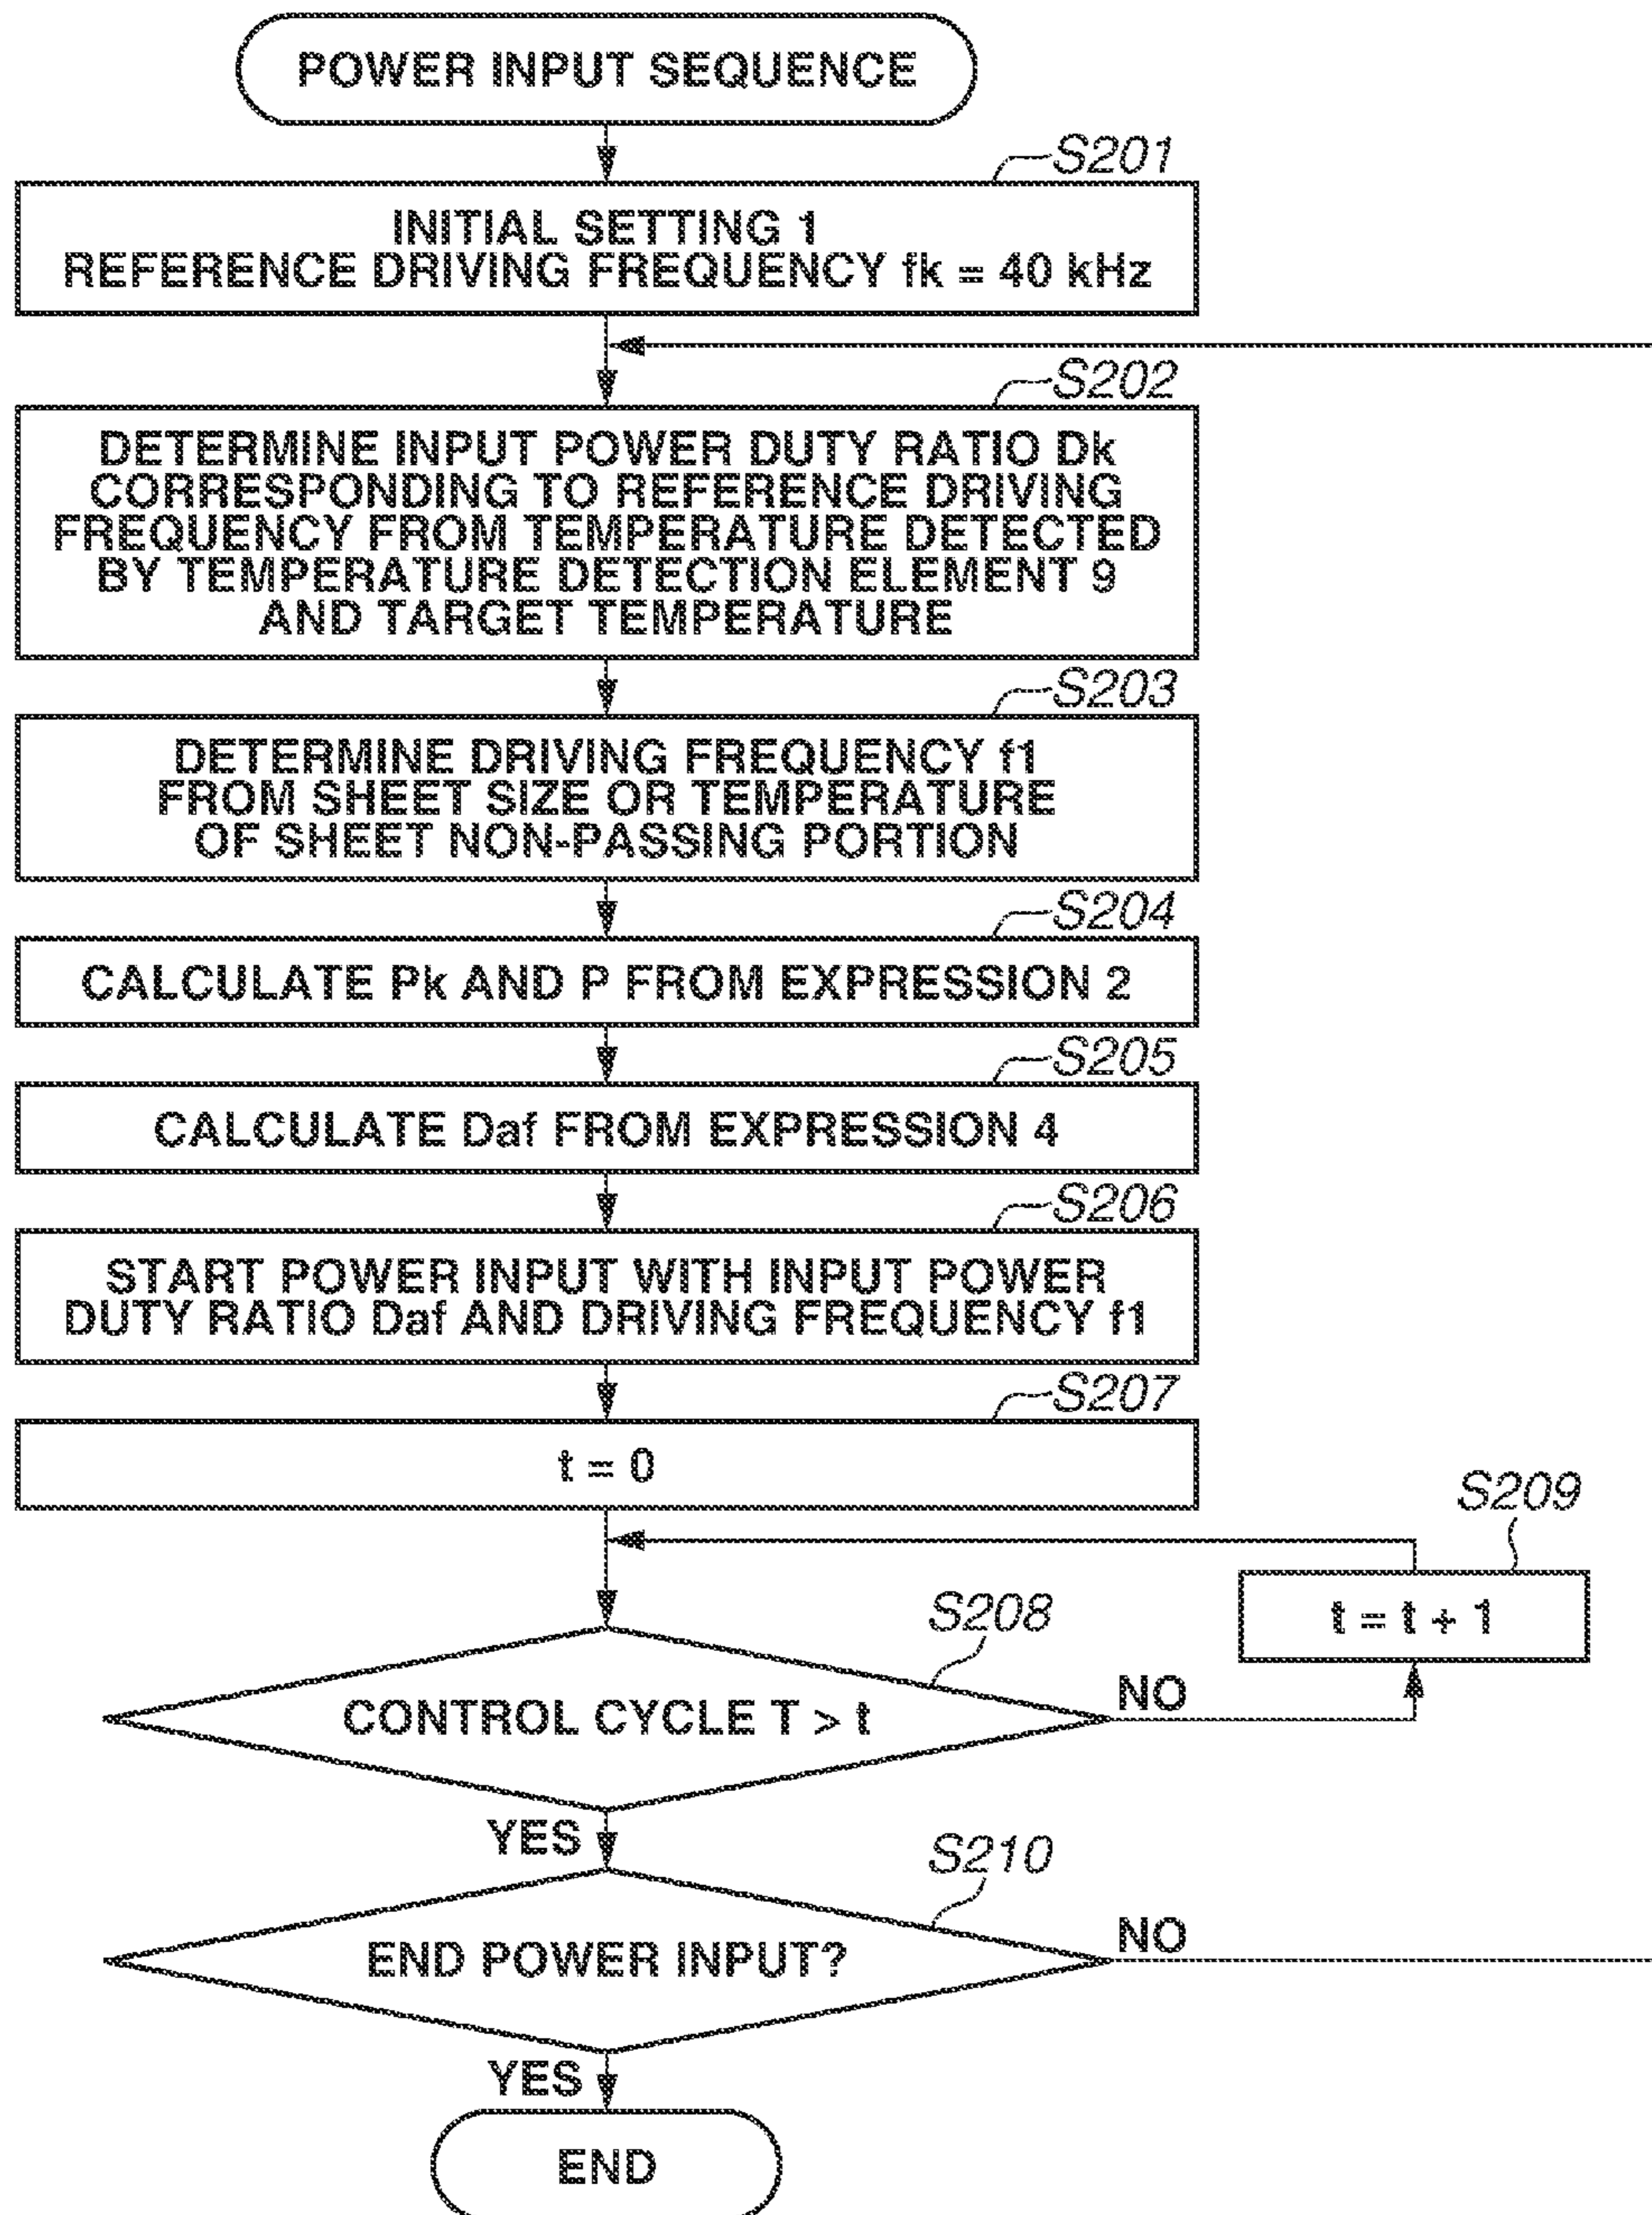 POWER INPUT SEQUENCE
S201
INITIAL SETTING 1
REFERENCE DRIVING FREQUENCY fk = 40 kHz
S202
DETERMINE INPUT POWER DUTY RATIO Dk
CORRESPONDING TO REFERENCE DRIVING
FREQUENCY FROM TEMPERATURE DETECTED
BY TEMPERATURE DETECTION ELEMENT 9
AND TARGET TEMPERATURE
S203
DETERMINE DRIVING FREQUENCY f1
FROM SHEET SIZE OR TEMPERATURE
OF SHEET NON-PASSING PORTION
S204
CALCULATE Pk AND P FROM EXPRESSION 2
S205
CALCULATE Daf FROM EXPRESSION 4
S206
START POWER INPUT WITH INPUT POWER
DUTY RATIO Daf AND DRIVING FREQUENCY f1
S207
t = 0
S209
t = t + 1
S208
CONTROL CYCLE T > t
NO
YES
S210
END POWER INPUT?
NO
YES
END